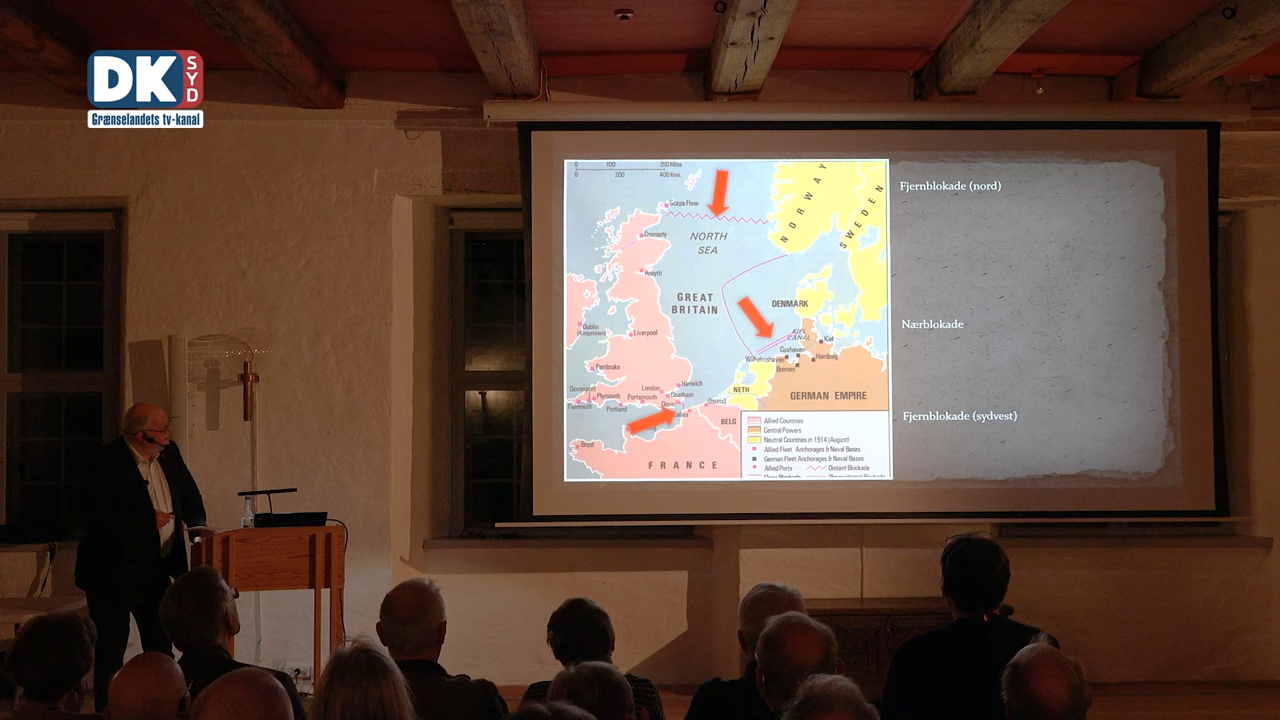 DK
SYD
Grænselandets tv-kanal
0 100 250 Miles
0 200 400 Kms.
Scapa Flow
NORWAY
SWEDEN
Cromarty
NORTH
SEA
Rosyth
GREAT
BRITAIN
DENMARK
Dublin
(Kingstown)
Liverpool
KIEL
CANAL
Kiel
Cuxhaven
Wilhelmshaven
Hamburg
Bremen
Pembroke
London
Harwich
Chatham
NETH
Devonport
Plymouth
Portsmouth
Ostend
GERMAN EMPIRE
Falmouth
Portland
Calais
BELG
Brest
FRANCE
Allied Countries
Central Powers
Neutral Countries in 1914 (August)
Allied Fleet Anchorages & Naval Bases
German Fleet Anchorages & Naval Bases
Allied Ports
Distant Blockade
Fjernblokade (nord)
Nærblokade
Fjernblokade (sydvest)